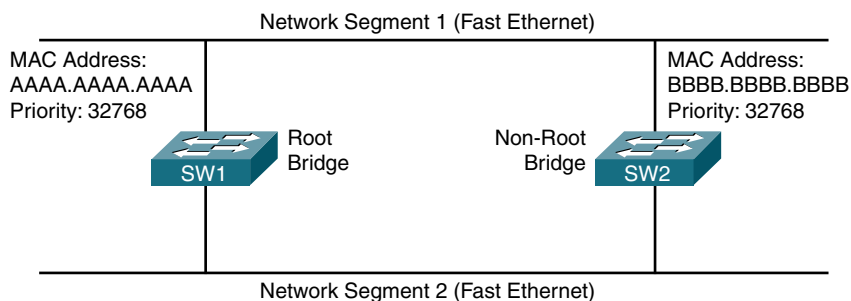 Network Segment 1 (Fast Ethernet)
MAC Address:
AAAA.AAAA.AAAA
Priority: 32768
MAC Address:
BBBB.BBBB.BBBB
Priority: 32768
Root
Bridge
SW1
Non-Root
Bridge
SW2
Network Segment 2 (Fast Ethernet)